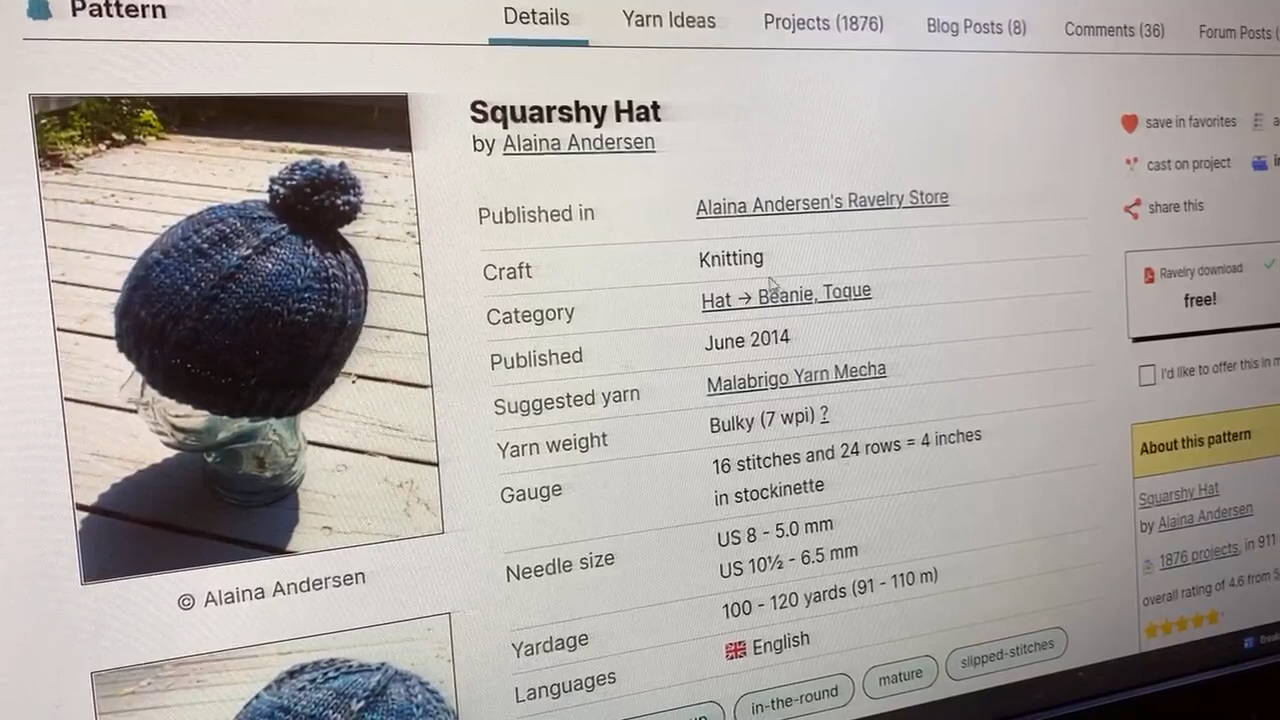 Pattern
Details
Yarn Ideas
Projects (1876)
Blog Posts (8)
Comments (36)
Forum Posts (
Squarshy Hat
by Alaina Andersen
Published in
Alaina Andersen's Ravelry Store
Craft
Knitting
Category
Hat → Beanie, Toque
Published
June 2014
Suggested yarn
Malabrigo Yarn Mecha
Yarn weight
Bulky (7 wpi) ?
Gauge
16 stitches and 24 rows = 4 inches
in stockinette
Needle size
US 8 - 5.0 mm
US 10½ - 6.5 mm
Yardage
100 - 120 yards (91 - 110 m)
Languages
English
in-the-round
mature
slipped-stitches
© Alaina Andersen
save in favorites
cast on project
share this
Ravelry download
free!
I'd like to offer this in
About this pattern
Squarshy Hat
by Alaina Andersen
1876 projects, in 911
overall rating of 4.6 from